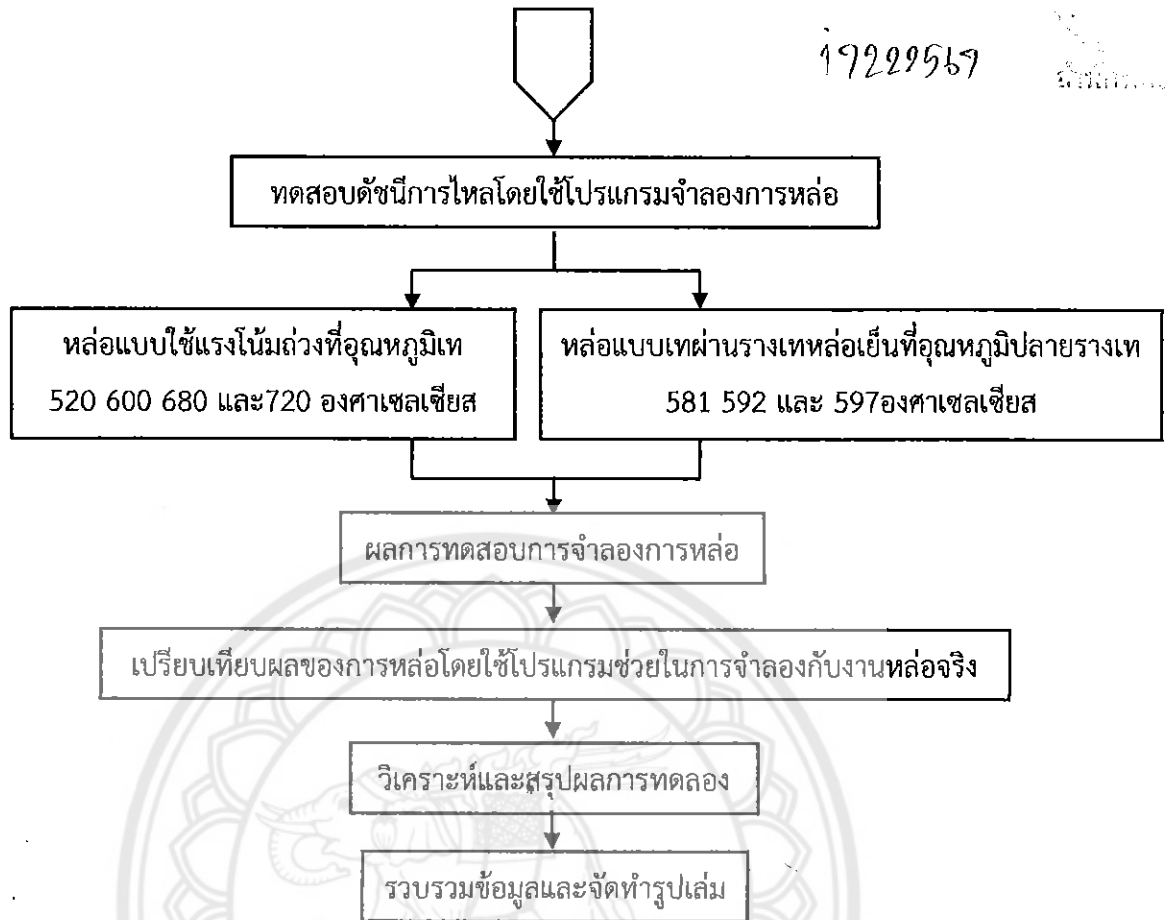 17229567
ทดสอบดัชนีการไหลโดยใช้โปรแกรมจำลองการหล่อ
หล่อแบบใช้แรงโน้มถ่วงที่อุณหภูมิเท
520 600 680 และ720 องศาเซลเซียส
หล่อแบบเทผ่านรางเทหล่อเย็นที่อุณหภูมิปลายรางเท
581 592 และ 597องศาเซลเซียส
ผลการทดสอบการจำลองการหล่อ
เปรียบเทียบผลของการหล่อโดยใช้โปรแกรมช่วยในการจำลองกับงานหล่อจริง
วิเคราะห์และสรุปผลการทดลอง
รวบรวมข้อมูลและจัดทำรูปเล่ม